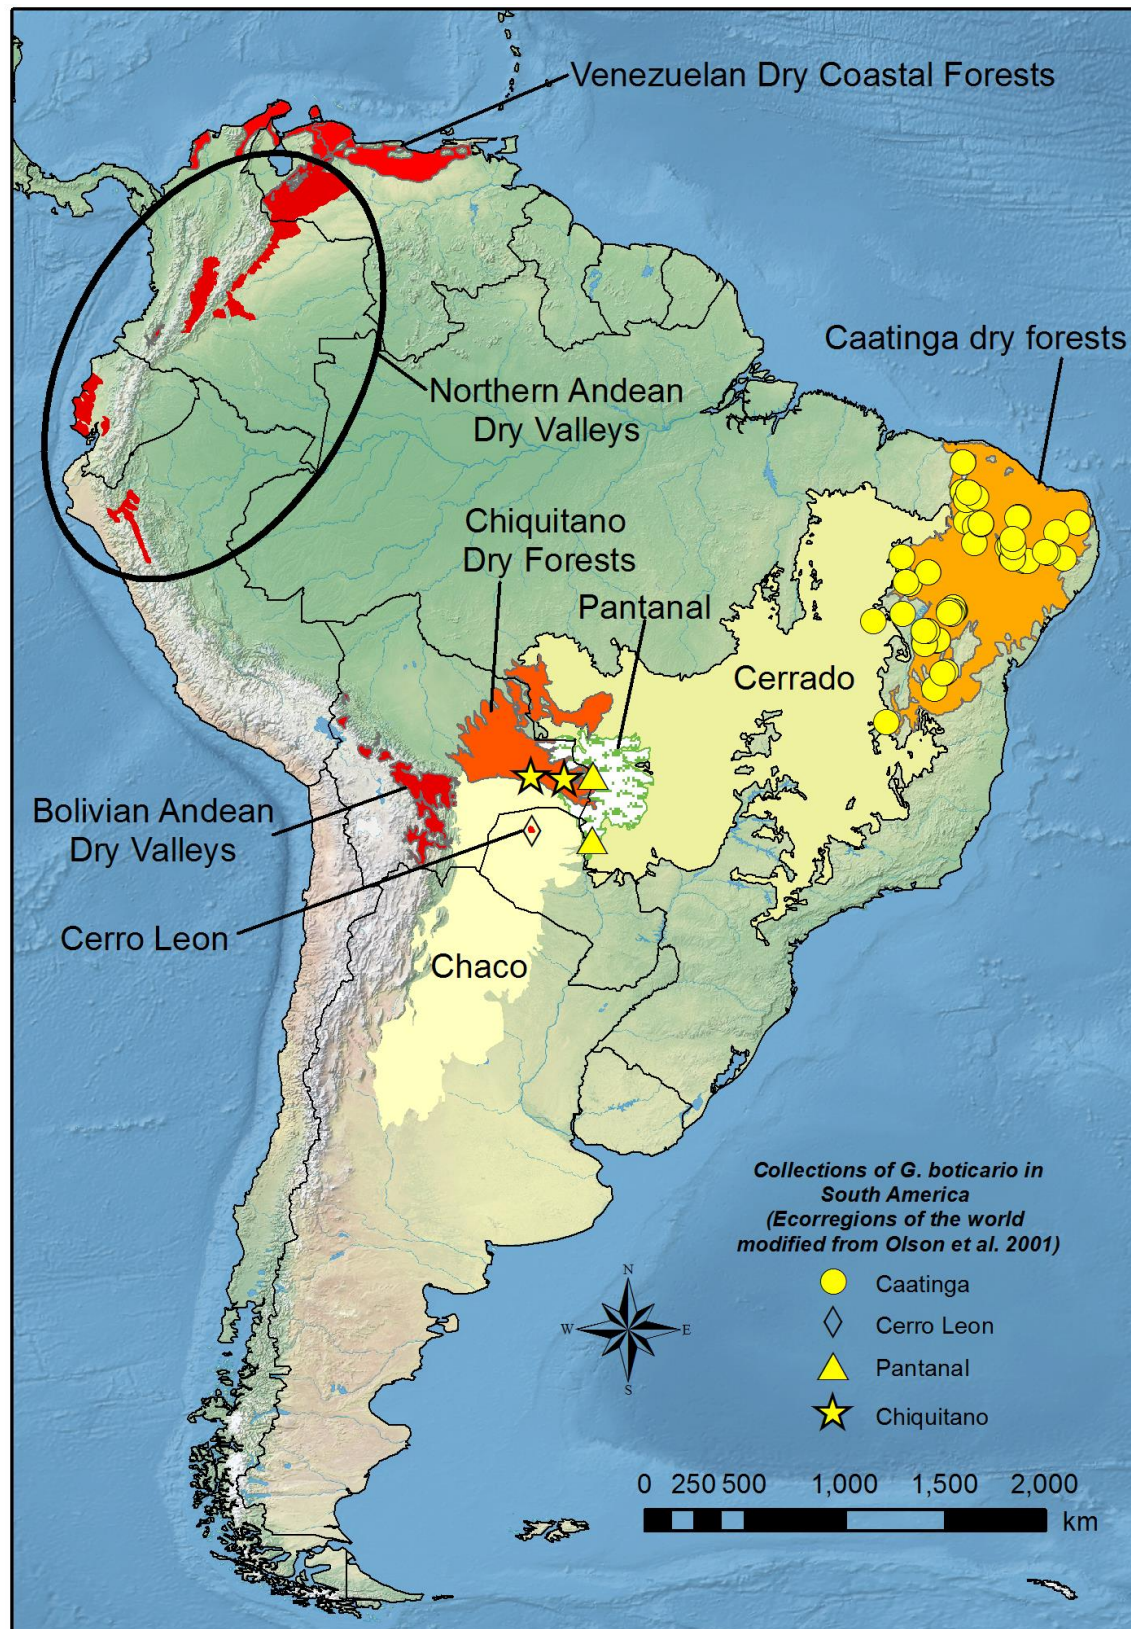 Venezuelan Dry Coastal Forests
Caatinga dry forests
Northern Andean
Dry Valleys
Chiquitano
Dry Forests
Pantanal
Cerrado
Bolivian Andean
Dry Valleys
Cerro Leon
Chaco
Collections of G. boticario in
South America
(Ecorregions of the world
modified from Olson et al. 2001)
Caatinga
Cerro Leon
Pantanal
Chiquitano
N
W
E
S
0 250 500 1,000 1,500 2,000
km